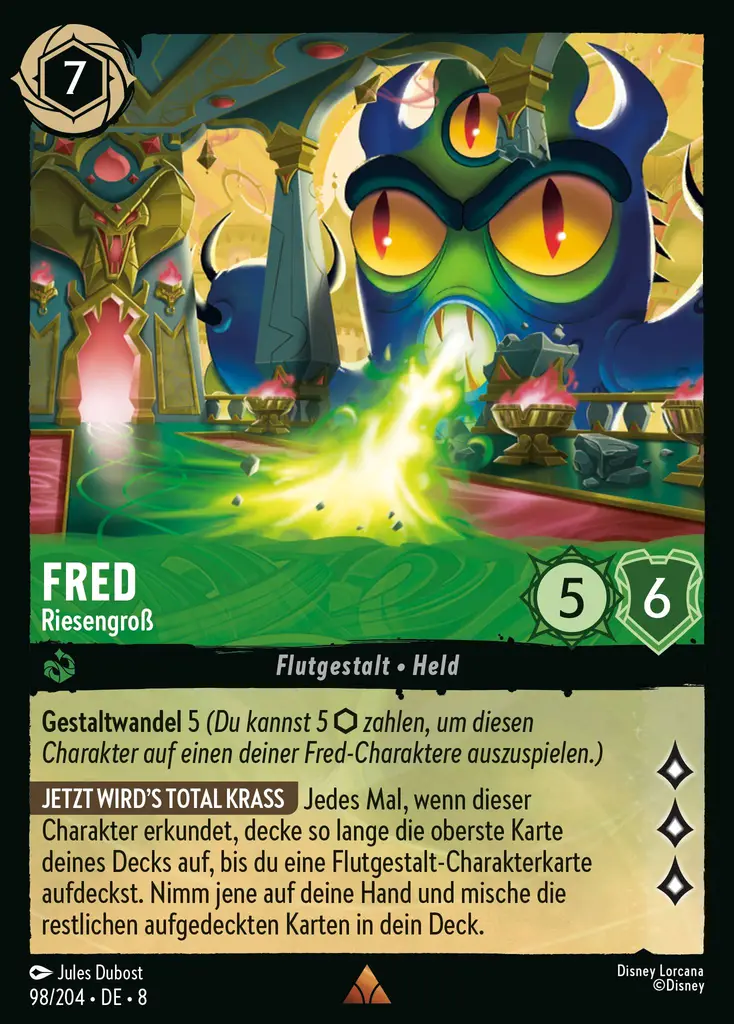 7
FRED
Riesengroß
5
6
Flutgestalt • Held
Gestaltwandel 5 (Du kannst 5 ⬡ zahlen, um diesen
Charakter auf einen deiner Fred-Charaktere auszuspielen.)
JETZT WIRD'S TOTAL KRASS Jedes Mal, wenn dieser
Charakter erkundet, decke so lange die oberste Karte
deines Decks auf, bis du eine Flutgestalt-Charakterkarte
aufdeckst. Nimm jene auf deine Hand und mische die
restlichen aufgedeckten Karten in dein Deck.
Jules Dubost
98/204 • DE • 8
Disney Lorcana
©Disney